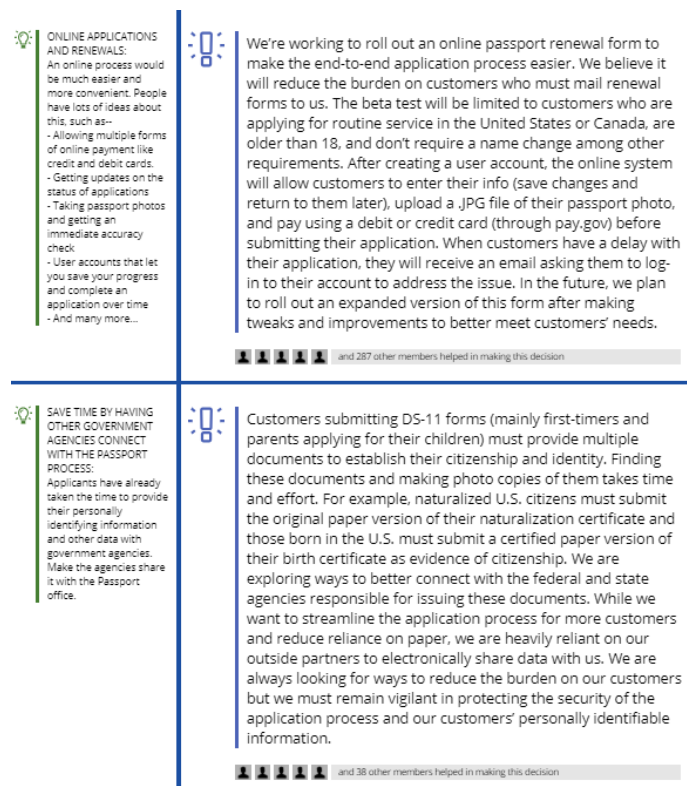 ONLINE APPLICATIONS
AND RENEWALS:
An online process would
be much easier and
more convenient. People
have lots of ideas about
this, such as--
- Allowing multiple forms
of online payment like
credit and debit cards.
- Getting updates on the
status of applications
- Taking passport photos
and getting an
immediate accuracy
check
- User accounts that let
you save your progress
and complete an
application over time
- And many more...
We're working to roll out an online passport renewal form to
make the end-to-end application process easier. We believe it
will reduce the burden on customers who must mail renewal
forms to us. The beta test will be limited to customers who are
applying for routine service in the United States or Canada, are
older than 18, and don't require a name change among other
requirements. After creating a user account, the online system
will allow customers to enter their info (save changes and
return to them later), upload a .JPG file of their passport photo,
and pay using a debit or credit card (through pay.gov) before
submitting their application. When customers have a delay with
their application, they will receive an email asking them to log-
in to their account to address the issue. In the future, we plan
to roll out an expanded version of this form after making
tweaks and improvements to better meet customers' needs.
and 287 other members helped in making this decision
SAVE TIME BY HAVING
OTHER GOVERNMENT
AGENCIES CONNECT
WITH THE PASSPORT
PROCESS:
Applicants have already
taken the time to provide
their personally
identifying information
and other data with
government agencies.
Make the agencies share
it with the Passport
office.
Customers submitting DS-11 forms (mainly first-timers and
parents applying for their children) must provide multiple
documents to establish their citizenship and identity. Finding
these documents and making photo copies of them takes time
and effort. For example, naturalized U.S. citizens must submit
the original paper version of their naturalization certificate and
those born in the U.S. must submit a certified paper version of
their birth certificate as evidence of citizenship. We are
exploring ways to better connect with the federal and state
agencies responsible for issuing these documents. While we
want to streamline the application process for more customers
and reduce reliance on paper, we are heavily reliant on our
outside partners to electronically share data with us. We are
always looking for ways to reduce the burden on our customers
but we must remain vigilant in protecting the security of the
application process and our customers' personally identifiable
information.
and 38 other members helped in making this decision